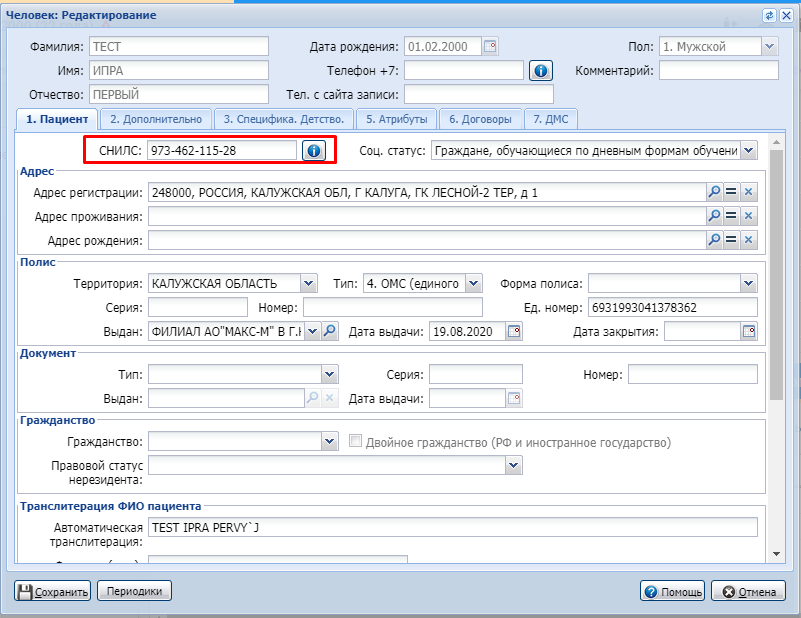 Человек: Редактирование
Фамилия: ТЕСТ Дата рождения: 01.02.2000 Пол: 1. Мужской
Имя: ИПРА Телефон +7: Комментарий:
Отчество: ПЕРВЫЙ Тел. с сайта записи:
1. Пациент 2. Дополнительно 3. Специфика. Детство. 5. Атрибуты 6. Договоры 7. ДМС
СНИЛС: 973-462-115-28 Соц. статус: Граждане, обучающиеся по дневным формам обучени
Адрес
Адрес регистрации: 248000, РОССИЯ, КАЛУЖСКАЯ ОБЛ, Г КАЛУГА, ГК ЛЕСНОЙ-2 ТЕР, д 1
Адрес проживания:
Адрес рождения:
Полис
Территория: КАЛУЖСКАЯ ОБЛАСТЬ Тип: 4. ОМС (единого Форма полиса:
Серия: Номер: Ед. номер: 6931993041378362
Выдан: ФИЛИАЛ АО"МАКС-М" В Г. Дата выдачи: 19.08.2020 Дата закрытия:
Документ
Тип: Серия: Номер:
Выдан: Дата выдачи:
Гражданство
Гражданство: Двойное гражданство (РФ и иностранное государство)
Правовой статус
нерезидента:
Транслитерация ФИО пациента
Автоматическая TEST IPRA PERVY`J
транслитерация:
Сохранить Периодики Помощь Отмена